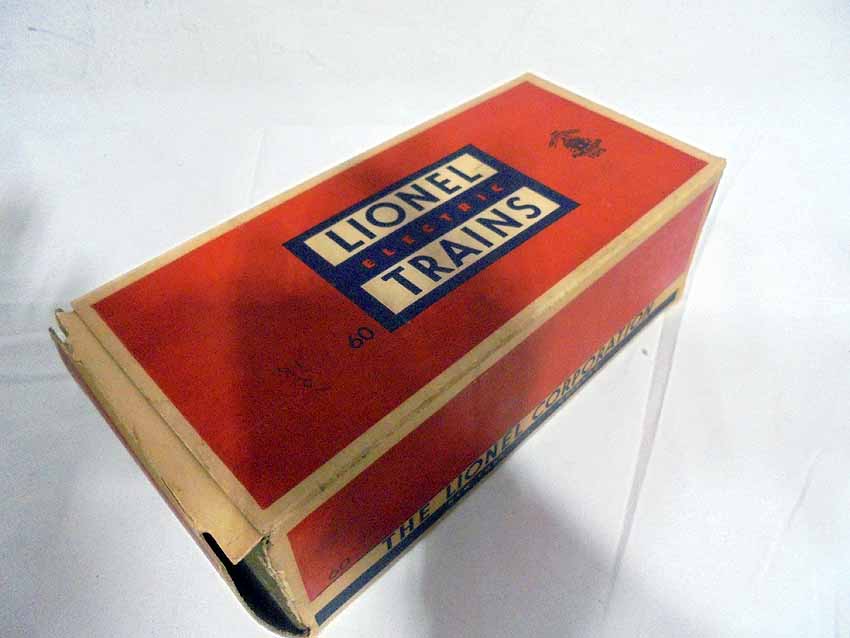 LIONEL
ELECTRIC
TRAINS
60
THE LIONEL CORPORATION
60